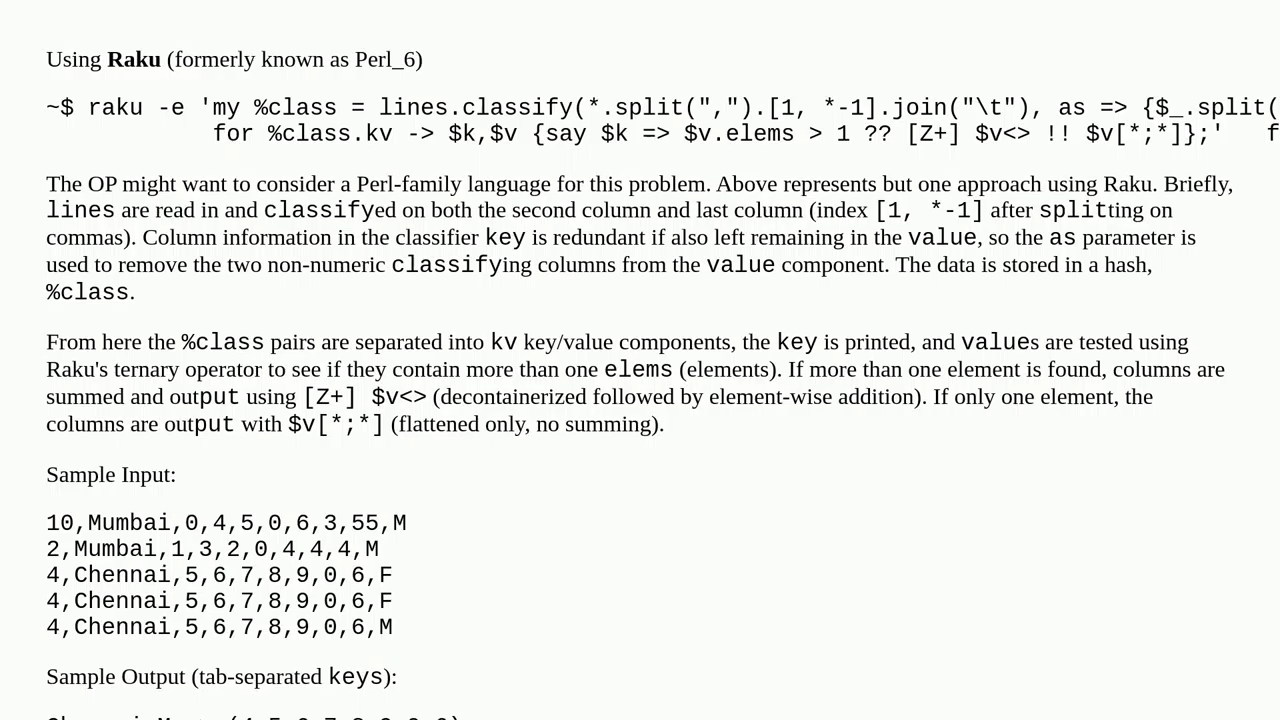 Using Raku (formerly known as Perl_6)
~$ raku -e 'my %class = lines.classify(*.split(",").[1, *-1].join("\t"), as => {$_.split(
for %class.kv -> $k,$v {say $k => $v.elems > 1 ?? [Z+] $v<> !! $v[*;*]};' f
The OP might want to consider a Perl-family language for this problem. Above represents but one approach using Raku. Briefly,
lines are read in and classifyed on both the second column and last column (index [1, *-1] after splitting on
commas). Column information in the classifier key is redundant if also left remaining in the value, so the as parameter is
used to remove the two non-numeric classifying columns from the value component. The data is stored in a hash,
%class.
From here the %class pairs are separated into kv key/value components, the key is printed, and values are tested using
Raku's ternary operator to see if they contain more than one elems (elements). If more than one element is found, columns are
summed and output using [Z+] $v<> (decontainerized followed by element-wise addition). If only one element, the
columns are output with $v[*;*] (flattened only, no summing).
Sample Input:
10,Mumbai,0,4,5,0,6,3,55,M
2,Mumbai,1,3,2,0,4,4,4,M
4,Chennai,5,6,7,8,9,0,6,F
4,Chennai,5,6,7,8,9,0,6,F
4,Chennai,5,6,7,8,9,0,6,M
Sample Output (tab-separated keys):